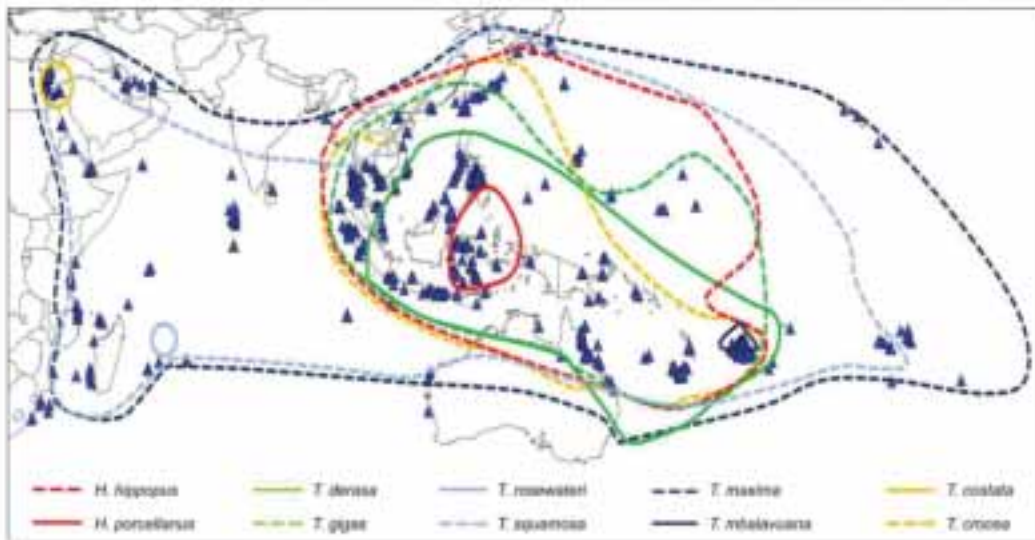 H. hippopus T. derasa T. rosewateri T. maxima T. costata
H. porcellanus T. gigas T. squamosa T. mbalavuana T. crocea